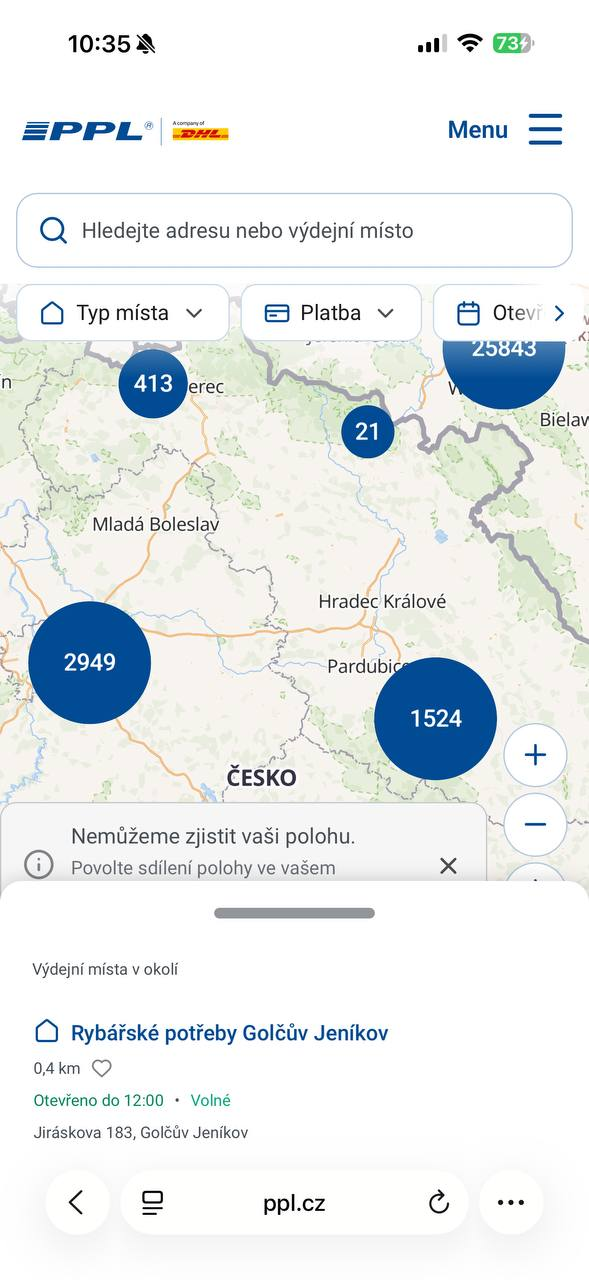 10:35
73
PPL
A company of
DHL
Menu
Hledejte adresu nebo výdejní místo
Typ místa
Platba
25843
413
erec
21
Bielaw
Mladá Boleslav
Hradec Králové
2949
Pardubic
1524
ČESKO
Nemůžeme zjistit vaši polohu.
Povolte sdílení polohy ve vašem
Výdejní místa v okolí
Rybářské potřeby Golčův Jeníkov
0,4 km
Otevřeno do 12:00 • Volné
Jiráskova 183, Golčův Jeníkov
ppl.cz